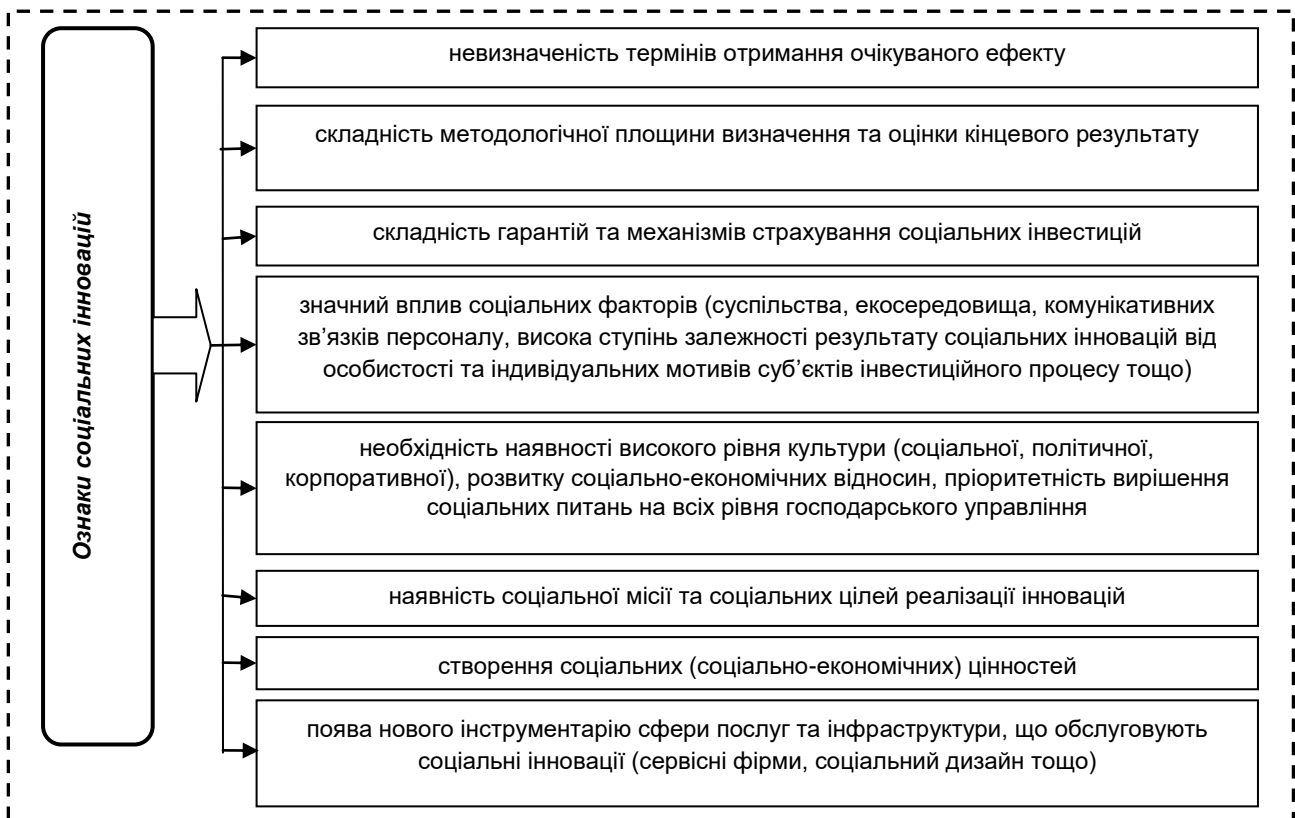 Ознаки соціальних інновацій
невизначеність термінів отримання очікуваного ефекту
складність методологічної площини визначення та оцінки кінцевого результату
складність гарантій та механізмів страхування соціальних інвестицій
значний вплив соціальних факторів (суспільства, екосередовища, комунікативних
зв'язків персоналу, висока ступінь залежності результату соціальних інновацій від
особистості та індивідуальних мотивів суб’єктів інвестиційного процесу тощо)
необхідність наявності високого рівня культури (соціальної, політичної,
корпоративної), розвитку соціально-економічних відносин, пріоритетність вирішення
соціальних питань на всіх рівня господарського управління
наявність соціальної місії та соціальних цілей реалізації інновацій
створення соціальних (соціально-економічних) цінностей
поява нового інструментарію сфери послуг та інфраструктури, що обслуговують
соціальні інновації (сервісні фірми, соціальний дизайн тощо)